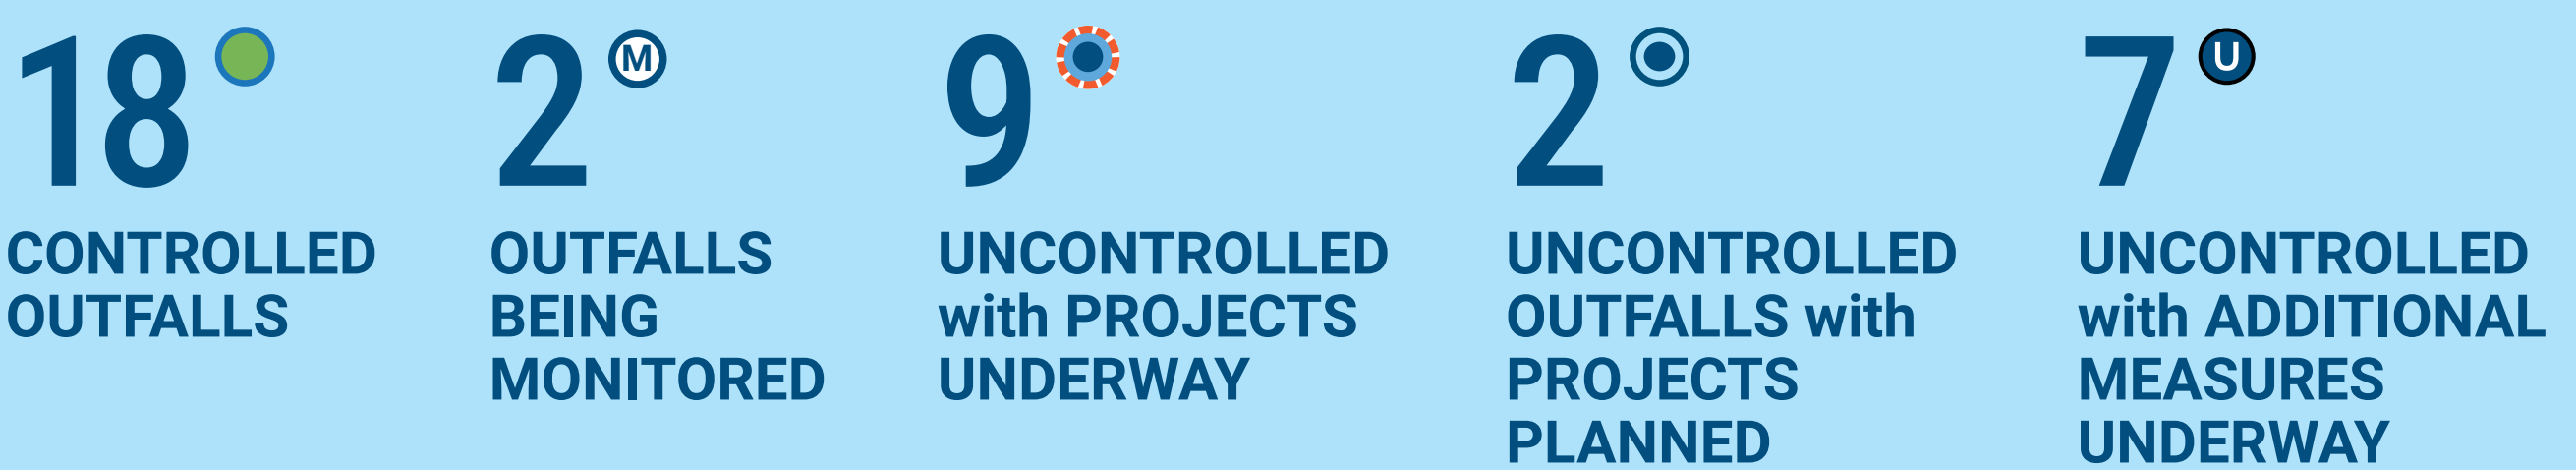 18
CONTROLLED
OUTFALLS
2 M
OUTFALLS
BEING
MONITORED
9
UNCONTROLLED
with PROJECTS
UNDERWAY
2
UNCONTROLLED
OUTFALLS with
PROJECTS
PLANNED
7 U
UNCONTROLLED
with ADDITIONAL
MEASURES
UNDERWAY